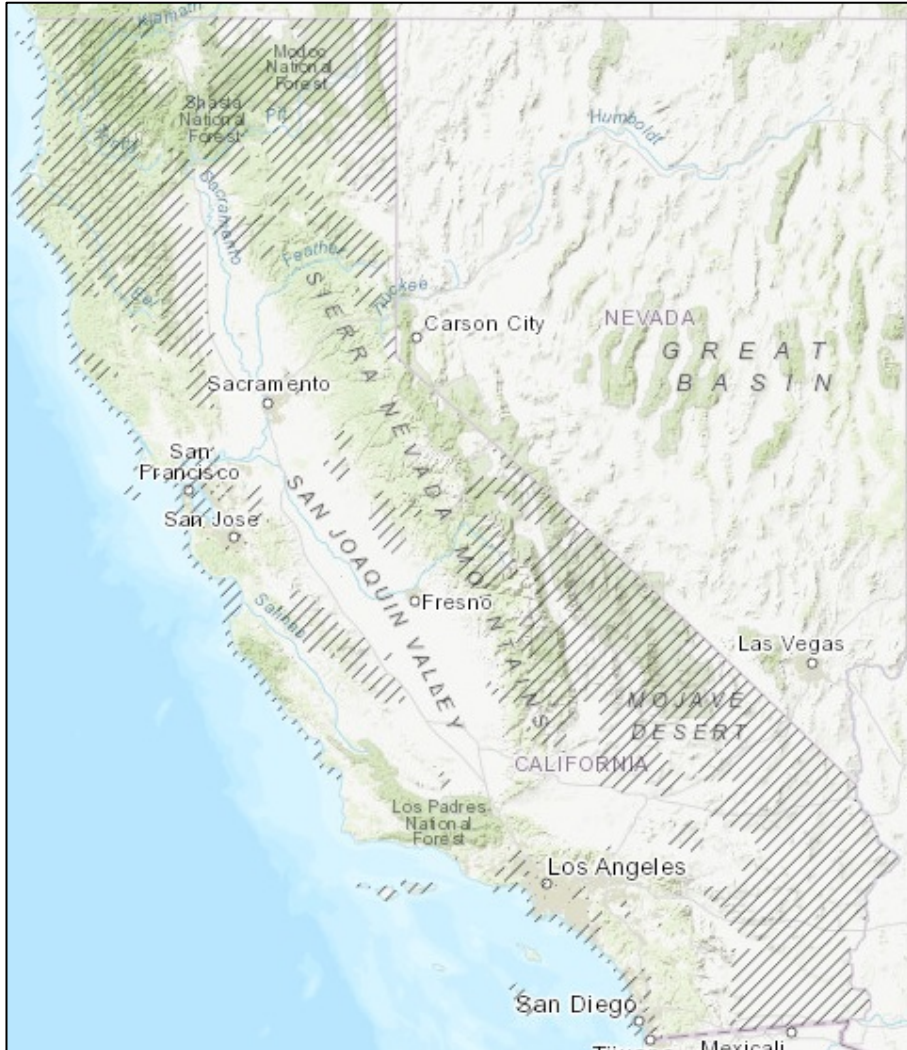 Klamath
Modoc
National
Forest
Shasta
National
Forest
Pit
Humboldt
Sacramento
Feather
Truckee
Eel
SIERRA NEVADA MOUNTAINS
Carson City
NEVADA
GREAT
BASIN
Sacramento
San
Francisco
San Jose
SAN JOAQUIN VALLEY
Salinas
Fresno
Las Vegas
MOJAVE
DESERT
CALIFORNIA
Los Padres
National
Forest
Los Angeles
San Diego
Mexicali